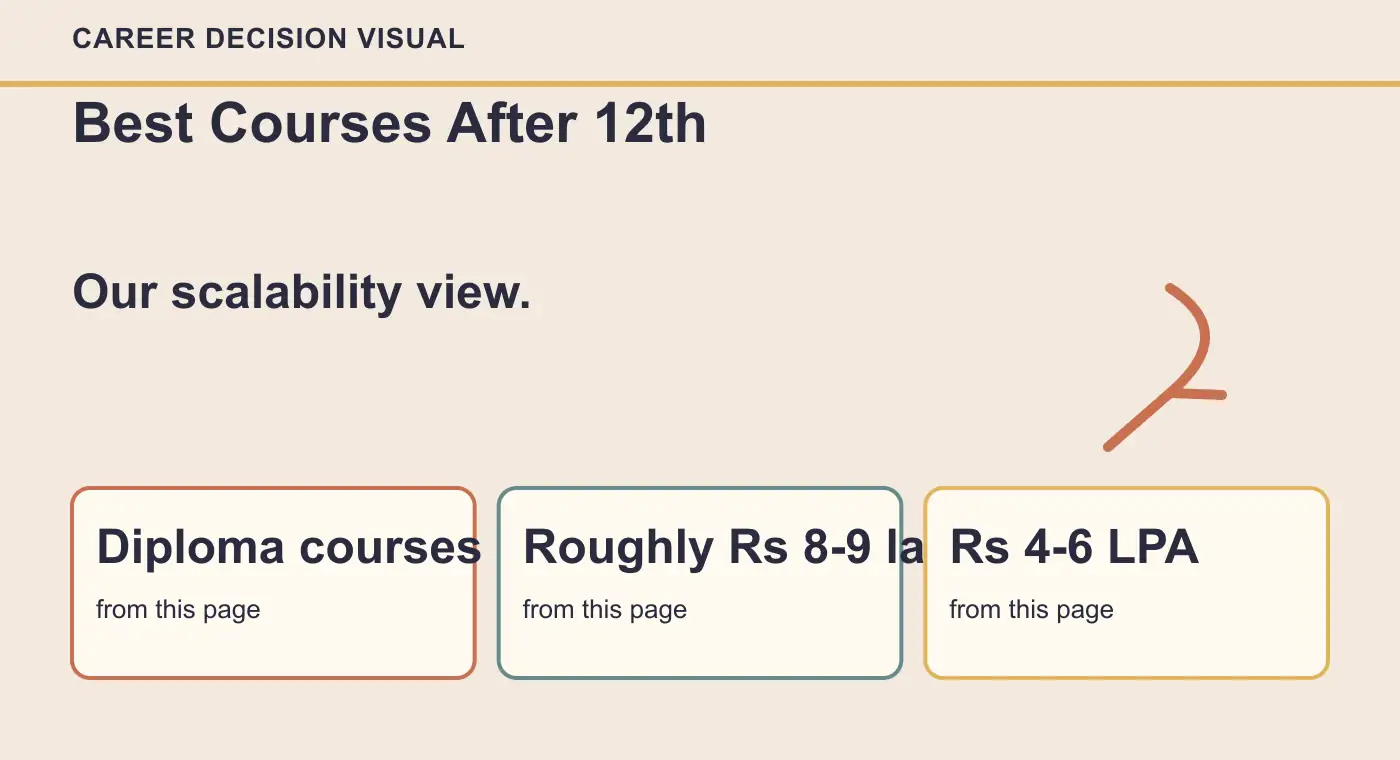 CAREER DECISION VISUAL
Best Courses After 12th
Our scalability view.
Diploma courses
from this page
Roughly Rs 8-9 la
from this page
Rs 4-6 LPA
from this page